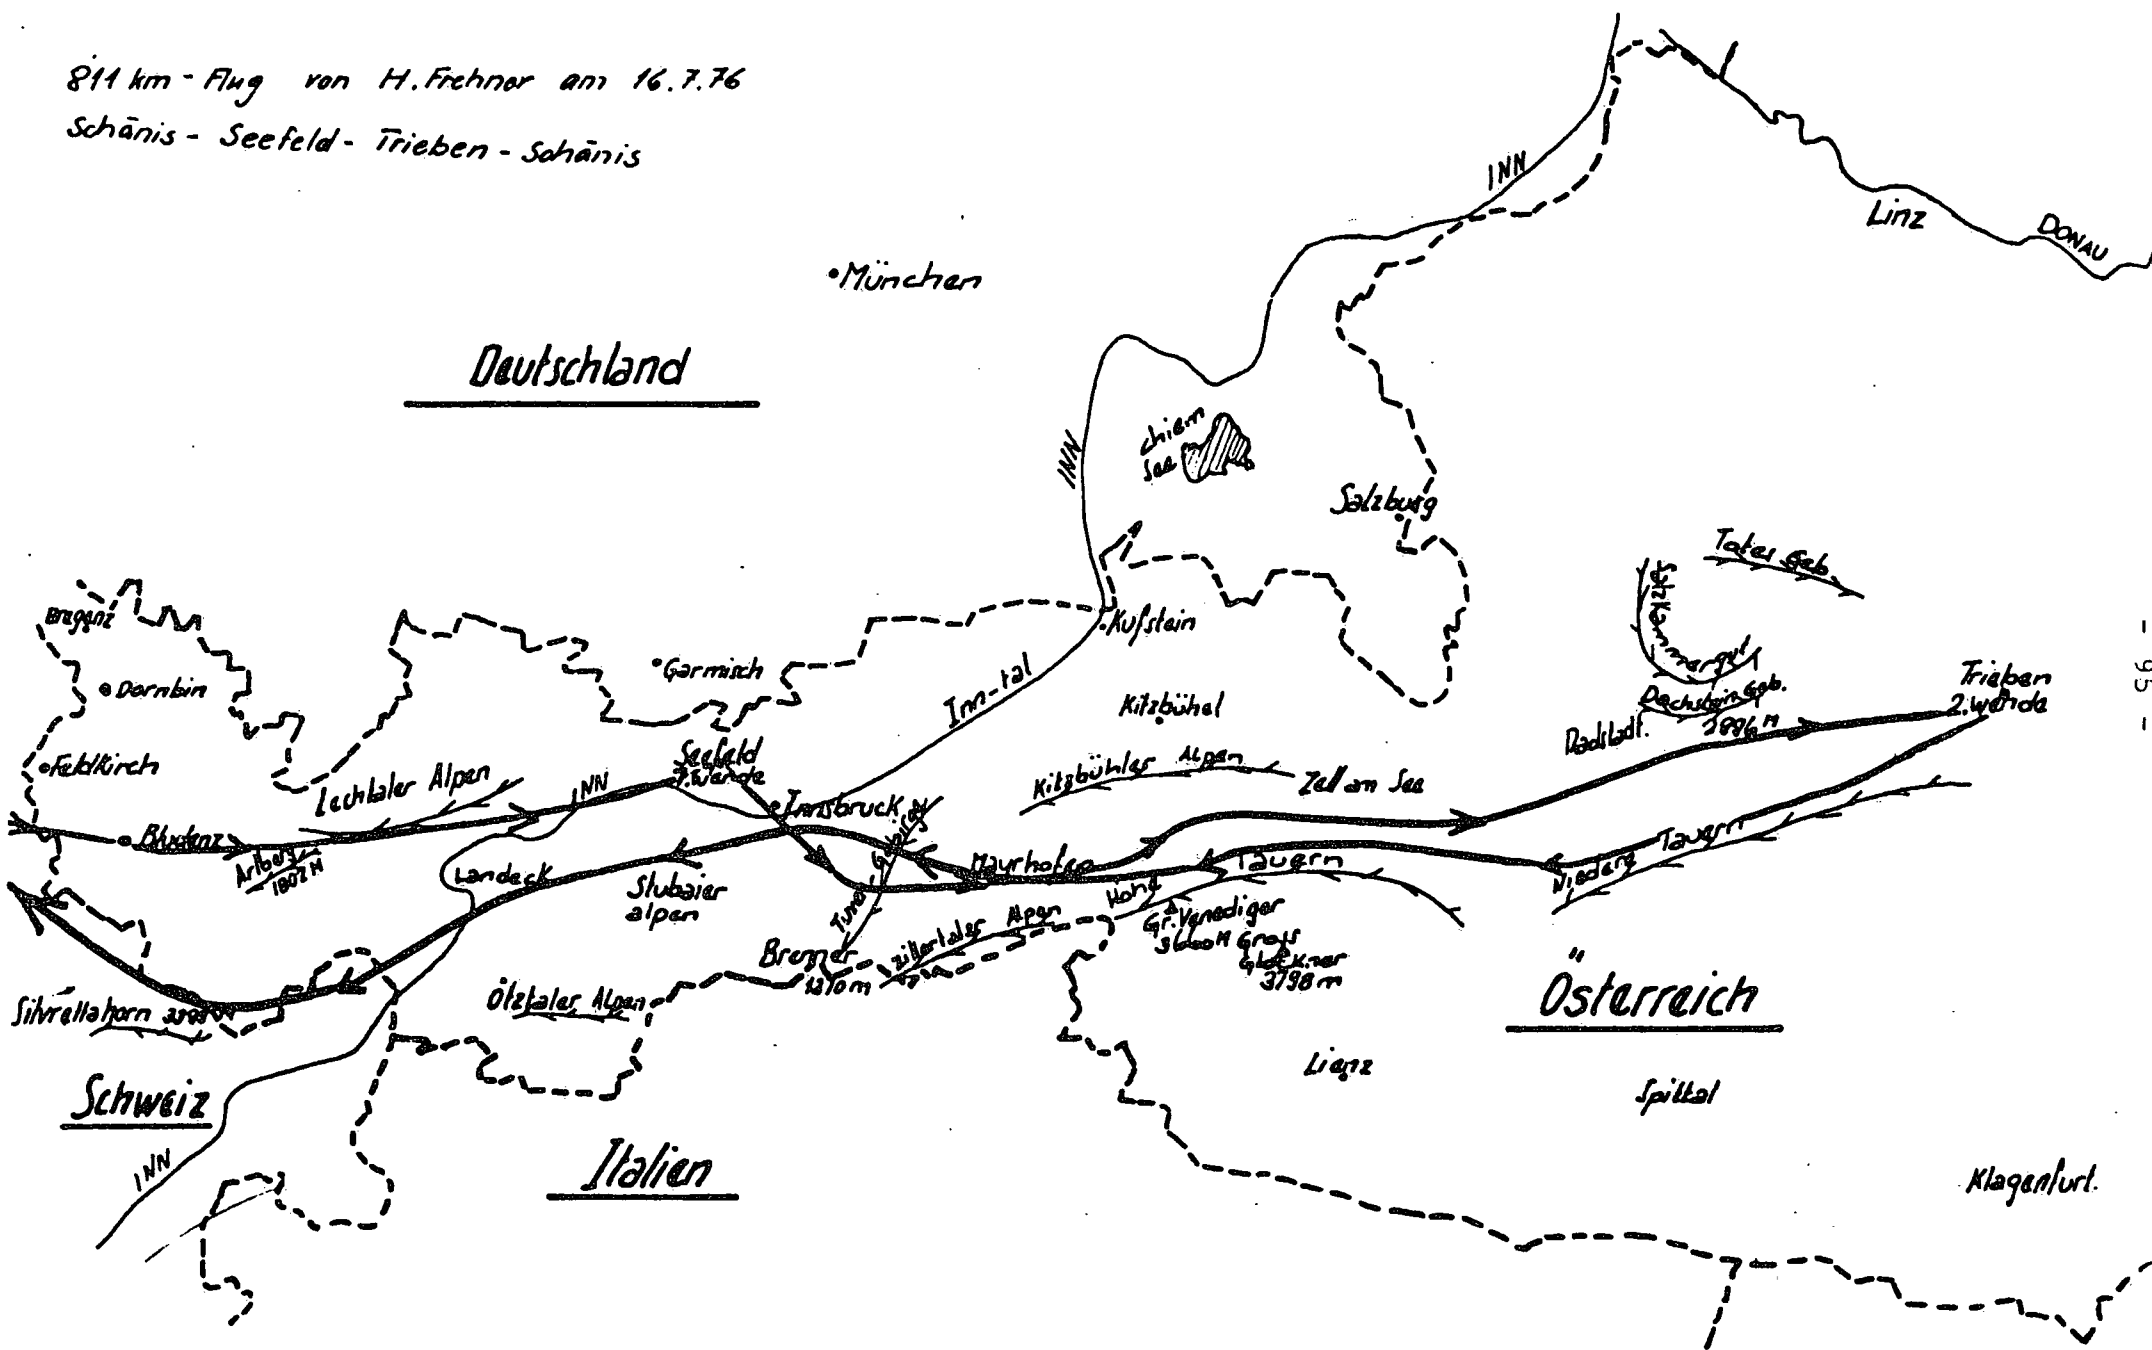 811 km - Flug von H. Frehner am 16.7.76
Schänis - Seefeld - Trieben - Schänis
INN
Linz
DONAU
München
Deutschland
INN
Chiem
See
Salzburg
Totes Geb
Salzkammergut
Bregenz
Dornbin
Garmisch
Kufstein
Inn-tal
Kitzbühel
Dachstein Geb.
Trieben
2. Wende
Radstadt.
Feldkirch
Lechtaler Alpen
INN
Seefeld
1. Wende
Kitzbühler Alpen
Zell am See
Bludenz
Arlberg
1802 M
Innsbruck
Landeck
Stubaier
alpen
Mayrhofen
Hohe Tauern
Niedere Tauern
Zillertaler Alpen
Gr. Venediger
Gross
Glockner
3798 m
Brenner
Ötztaler Alpen
Silvrettahorn
Österreich
Lienz
Spittal
Schweiz
INN
Italien
Klagenfurt.
- 95 -